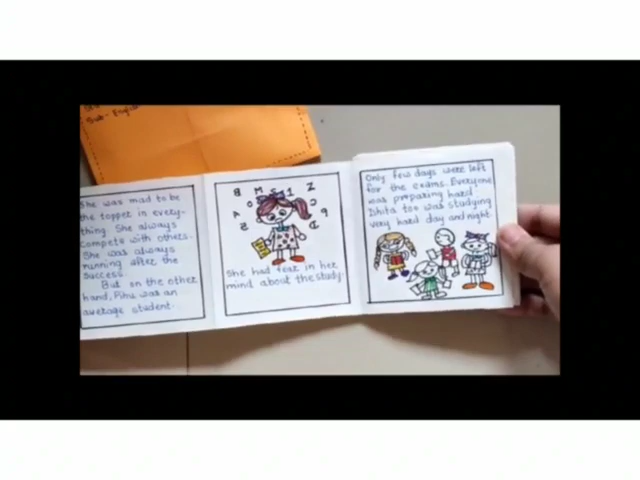 Sub- English
She was mad to be
the topper in every-
thing. She always
compete with others.
She was always
running after the
success.
But on the other
hand, Pihu was an
average student.
B M S 1 Z
A O C
S D 6
She had fear in her
mind about the study.
Only few days were left
for the exams. Everyone
was preparing hard.
Ishita too was studying
very hard day and night.